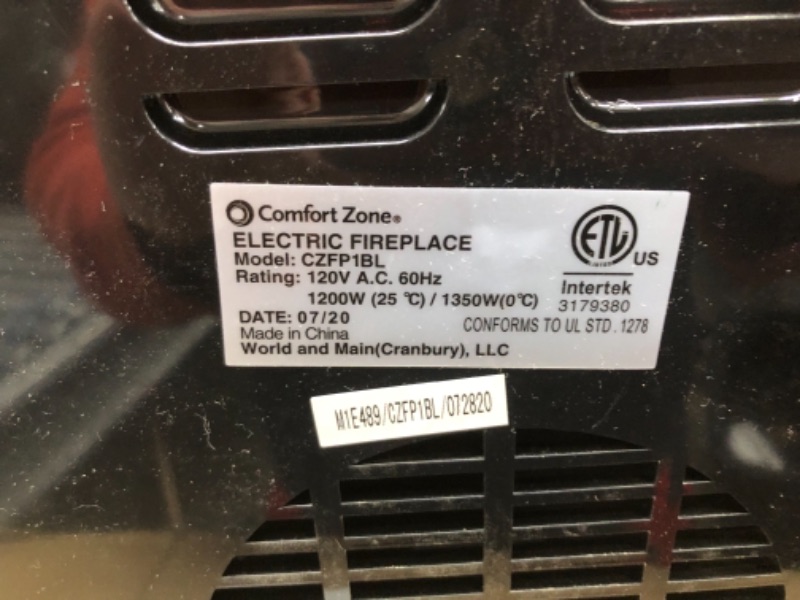 Comfort Zone®
ELECTRIC FIREPLACE
Model: CZFP1BL
Rating: 120V A.C. 60Hz
1200W (25 ℃) / 1350W(0℃)
DATE: 07/20
Made in China
World and Main(Cranbury), LLC
ETL US
Intertek
3179380
CONFORMS TO UL STD. 1278
M1E489/CZFP1BL/072820